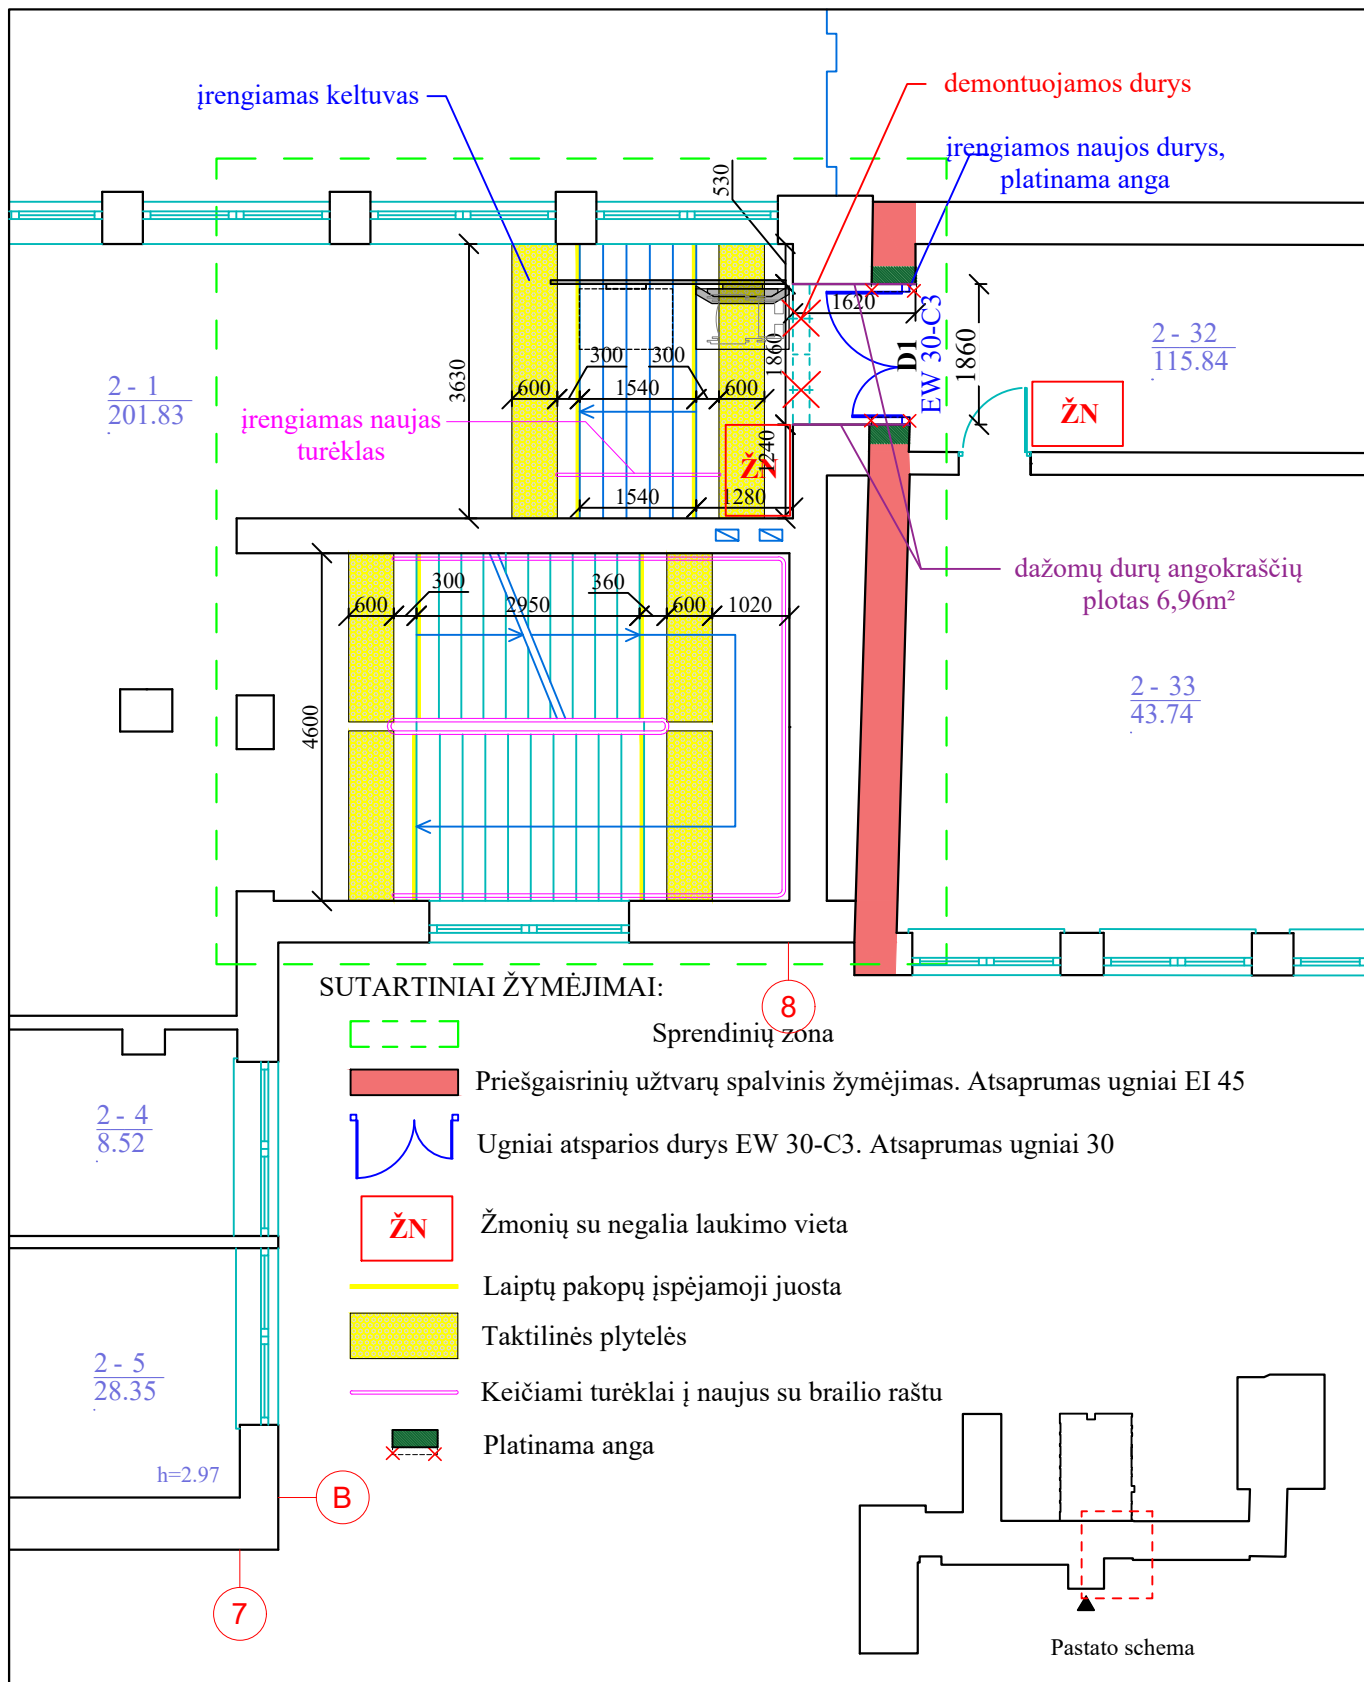 įrengiamas keltuvas
demontuojamos durys
įrengiamos naujos durys,
platinama anga
530
1620
1860
EW 30-C3
D1
1860
2 - 32
115.84
ŽN
2 - 1
201.83
3630
300
300
600
1540
600
įrengiamas naujas
turėklas
ŽN
1240
1540
1280
dažomų durų angokraščių
plotas 6,96m²
300
360
600
2950
600
1020
4600
2 - 33
43.74
SUTARTINIAI ŽYMĖJIMAI:
8
Sprendinių zona
Priešgaisrinių užtvarų spalvinis žymėjimas. Atsaprumas ugniai EI 45
2 - 4
8.52
Ugniai atsparios durys EW 30-C3. Atsaprumas ugniai 30
ŽN
Žmonių su negalia laukimo vieta
Laiptų pakopų įspėjamoji juosta
Taktilinės plytelės
2 - 5
28.35
Keičiami turėklai į naujus su brailio raštu
Platinama anga
h=2.97
B
7
Pastato schema